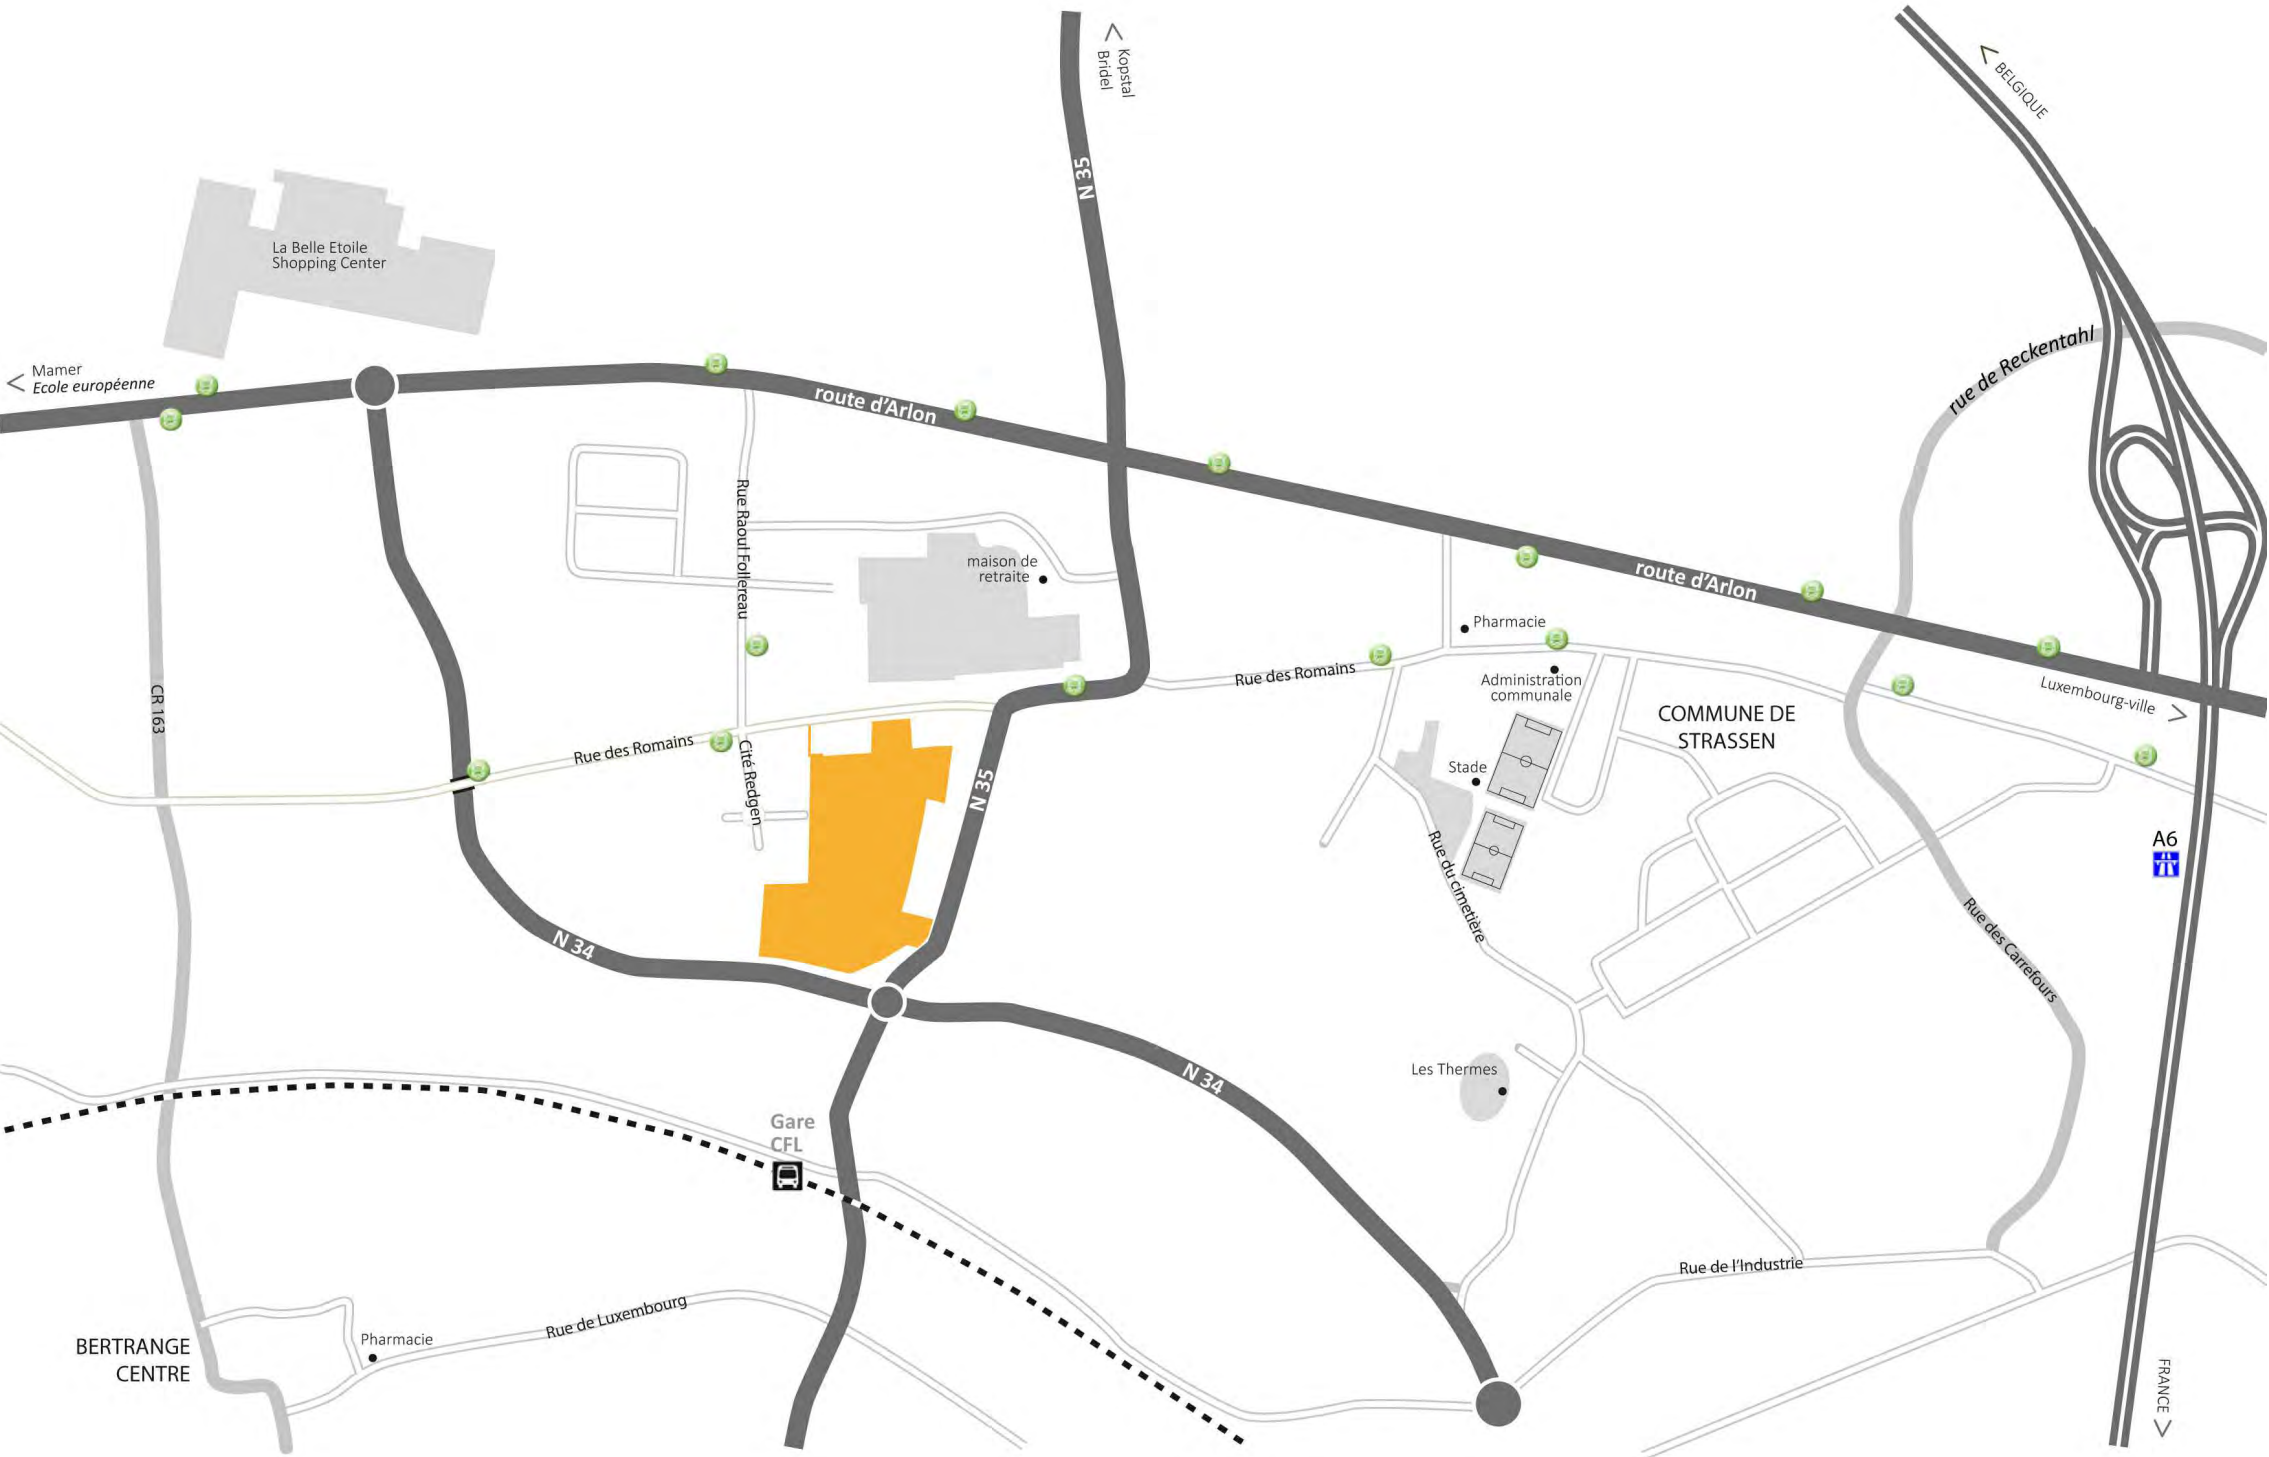 Kopstal
Bridel
BELGIQUE
N 35
La Belle Etoile
Shopping Center
Mamer
Ecole européenne
rue de Reckentahl
route d'Arlon
Rue Raoul Follereau
maison de
retraite
route d'Arlon
Pharmacie
Rue des Romains
Administration
communale
Luxembourg-ville
CR 163
COMMUNE DE
STRASSEN
Rue des Romains
Cité Redgen
N 35
Stade
Rue du cimetière
A6
N 34
Rue des Carrefours
Les Thermes
N 34
Gare
CFL
Rue de l'Industrie
Rue de Luxembourg
BERTRANGE
CENTRE
Pharmacie
FRANCE